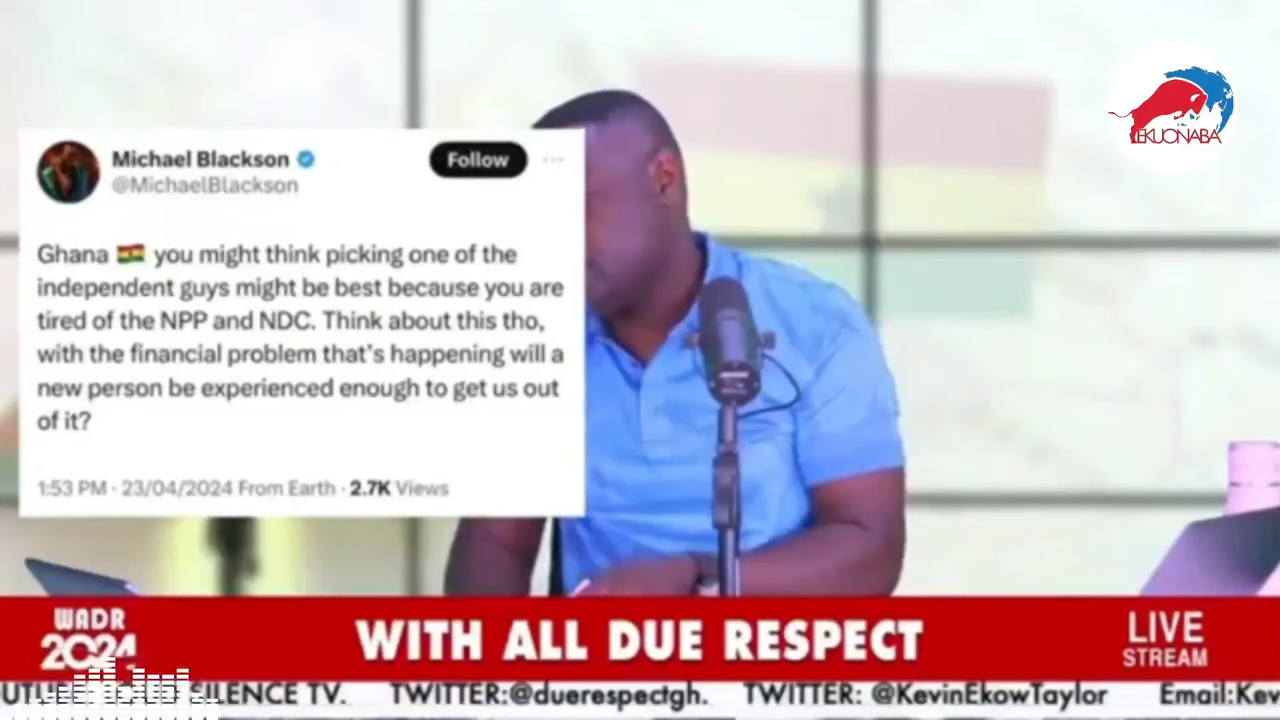 EKUONABA
Michael Blackson
@MichaelBlackson
Follow
Ghana 🇬🇭 you might think picking one of the
independent guys might be best because you are
tired of the NPP and NDC. Think about this tho,
with the financial problem that's happening will a
new person be experienced enough to get us out
of it?
1:53 PM · 23/04/2024 From Earth · 2.7K Views
WADR
2024
WITH ALL DUE RESPECT
LIVE
STREAM
SILENCE TV. TWITTER:@duerespectgh. TWITTER: @KevinEkowTaylor Email:Kev